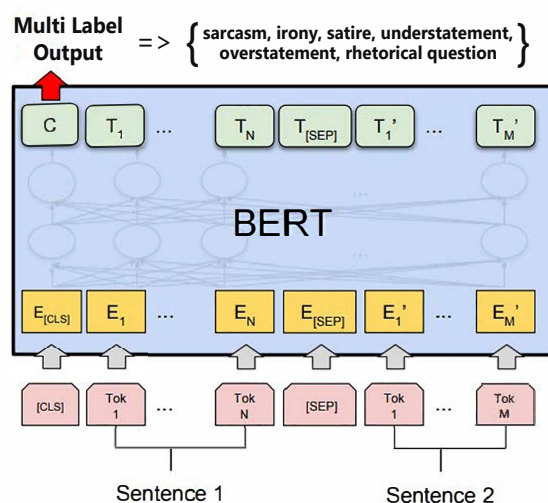 Multi Label
Output => { sarcasm, irony, satire, understatement,
overstatement, rhetorical question }
C T1 ... TN T[SEP] T1' ... TM'
...
BERT
...
E[CLS] E1 ... EN E[SEP] E1' ... EM'
[CLS] Tok 1 ... Tok N [SEP] Tok 1 ... Tok M
Sentence 1 Sentence 2